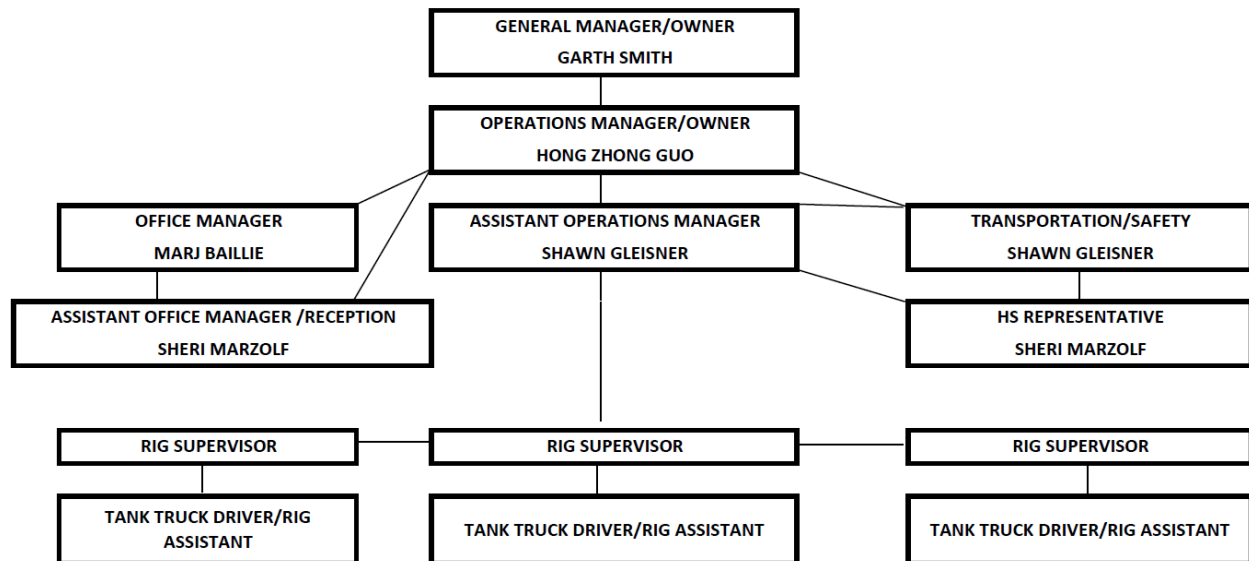 GENERAL MANAGER/OWNER
GARTH SMITH
OPERATIONS MANAGER/OWNER
HONG ZHONG GUO
OFFICE MANAGER
MARJ BAILLIE
ASSISTANT OPERATIONS MANAGER
SHAWN GLEISNER
TRANSPORTATION/SAFETY
SHAWN GLEISNER
ASSISTANT OFFICE MANAGER /RECEPTION
SHERI MARZOLF
HS REPRESENTATIVE
SHERI MARZOLF
RIG SUPERVISOR
RIG SUPERVISOR
RIG SUPERVISOR
TANK TRUCK DRIVER/RIG
ASSISTANT
TANK TRUCK DRIVER/RIG ASSISTANT
TANK TRUCK DRIVER/RIG ASSISTANT